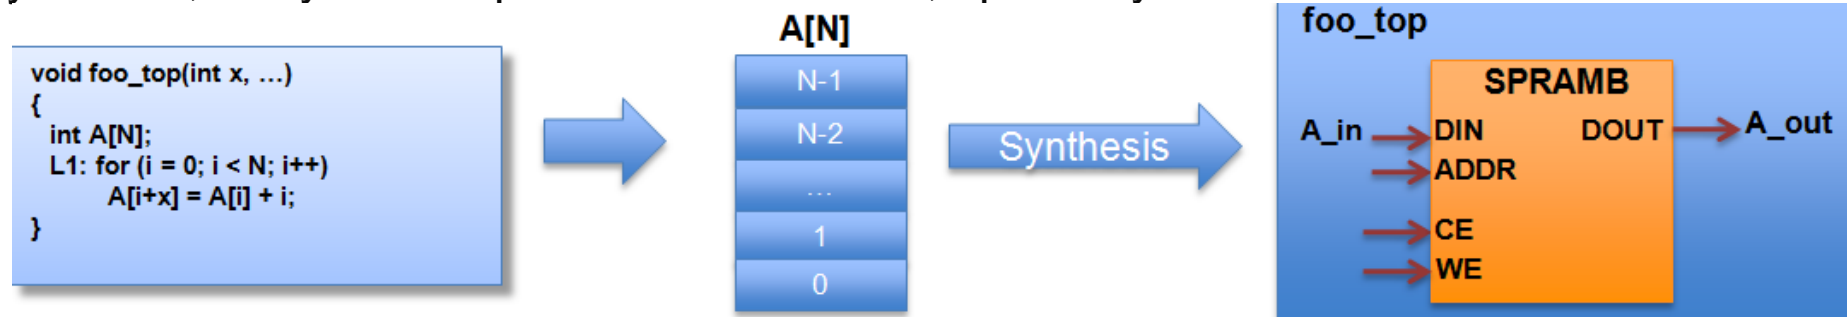 void foo_top(int x, …)
{
int A[N];
L1: for (i = 0; i < N; i++)
A[i+x] = A[i] + i;
}
A[N]
N-1
N-2
...
1
0
Synthesis
foo_top
SPRAMB
A_in
DIN
DOUT
A_out
ADDR
CE
WE